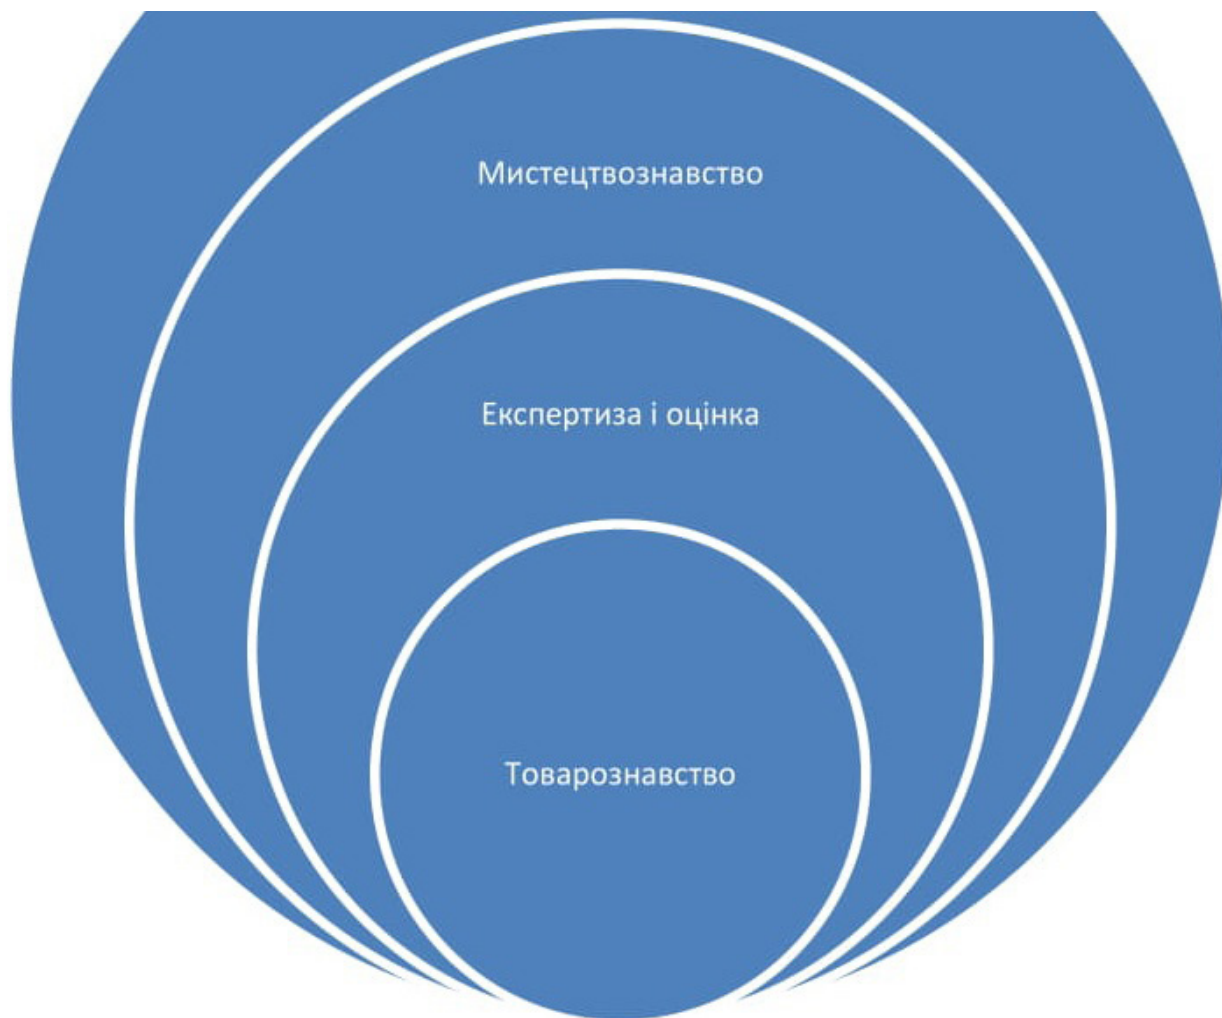 Мистецтвознавство
Експертиза і оцінка
Товарознавство